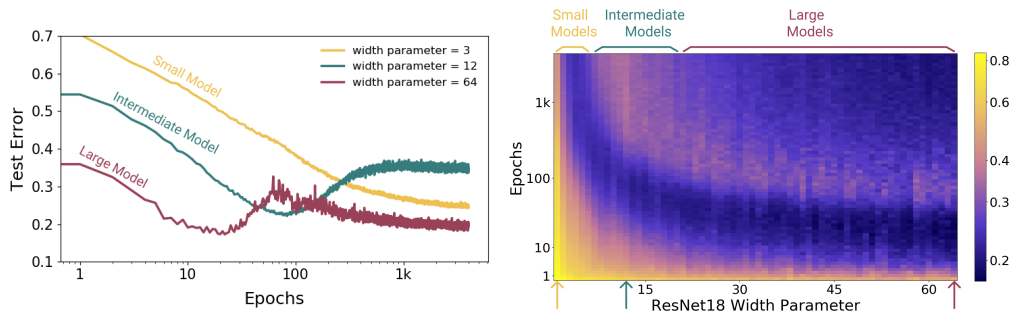 0.7
0.6
0.5
0.4
0.3
0.2
0.1
Test Error
1
10
100
1k
Epochs
width parameter = 3
width parameter = 12
width parameter = 64
Small Model
Intermediate Model
Large Model
Small
Models
Intermediate
Models
Large
Models
1k
100
10
1
Epochs
15
30
45
60
ResNet18 Width Parameter
0.8
0.6
0.4
0.3
0.2